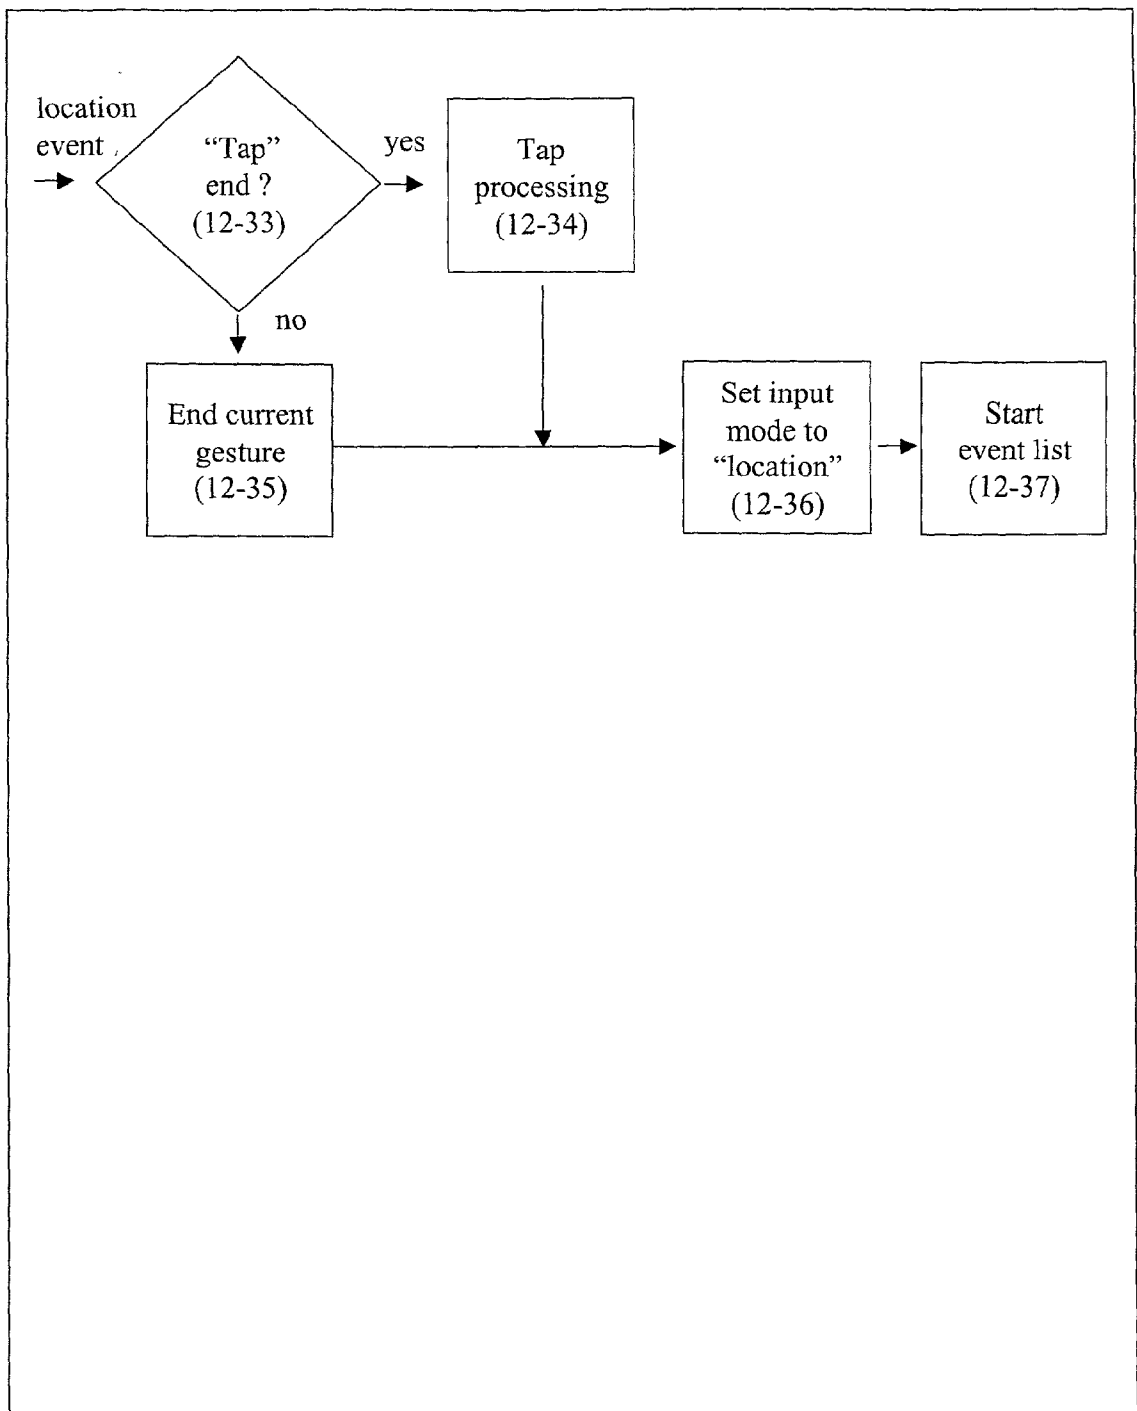 location
event
“Tap”
end ?
(12-33)
yes
Tap
processing
(12-34)
no
End current
gesture
(12-35)
Set input
mode to
“location”
(12-36)
Start
event list
(12-37)